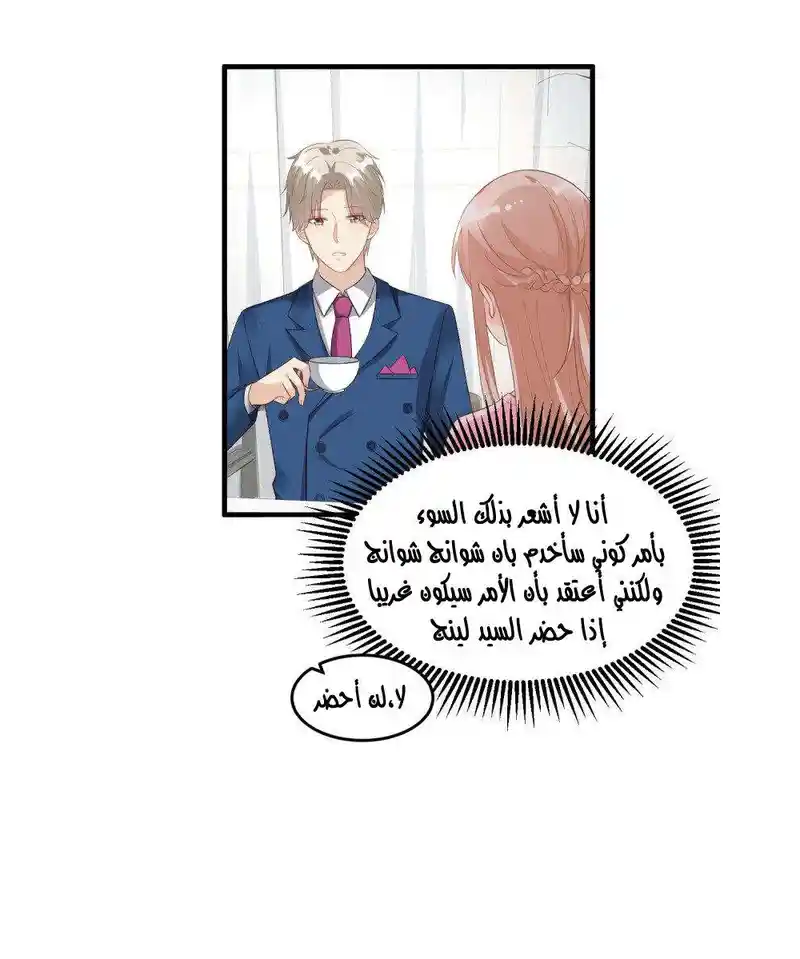 أنا لا أشعر بذلك السوء
بأمر كوني سأخدم بان شوانج شوانج
ولكنني أعتقد بأن الأمر سيكون غريبا
إذا حضر السيد لينج
لا،لن أحضر